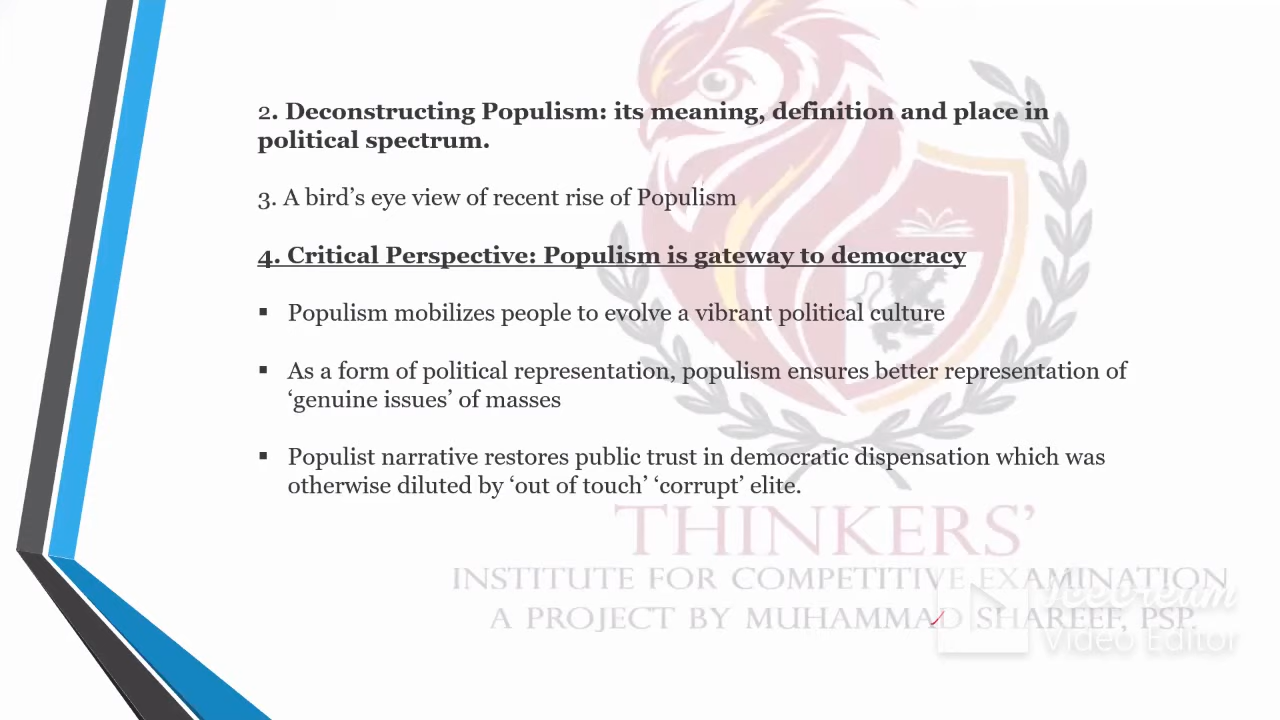 2. Deconstructing Populism: its meaning, definition and place in
political spectrum.
3. A bird’s eye view of recent rise of Populism
4. Critical Perspective: Populism is gateway to democracy
▪ Populism mobilizes people to evolve a vibrant political culture
▪ As a form of political representation, populism ensures better representation of
‘genuine issues’ of masses
▪ Populist narrative restores public trust in democratic dispensation which was
otherwise diluted by ‘out of touch’ ‘corrupt’ elite.
THINKERS’
INSTITUTE FOR COMPETITIVE EXAMINATION
A PROJECT BY MUHAMMAD SHAREEF, PSP.
Icecream
Video Editor